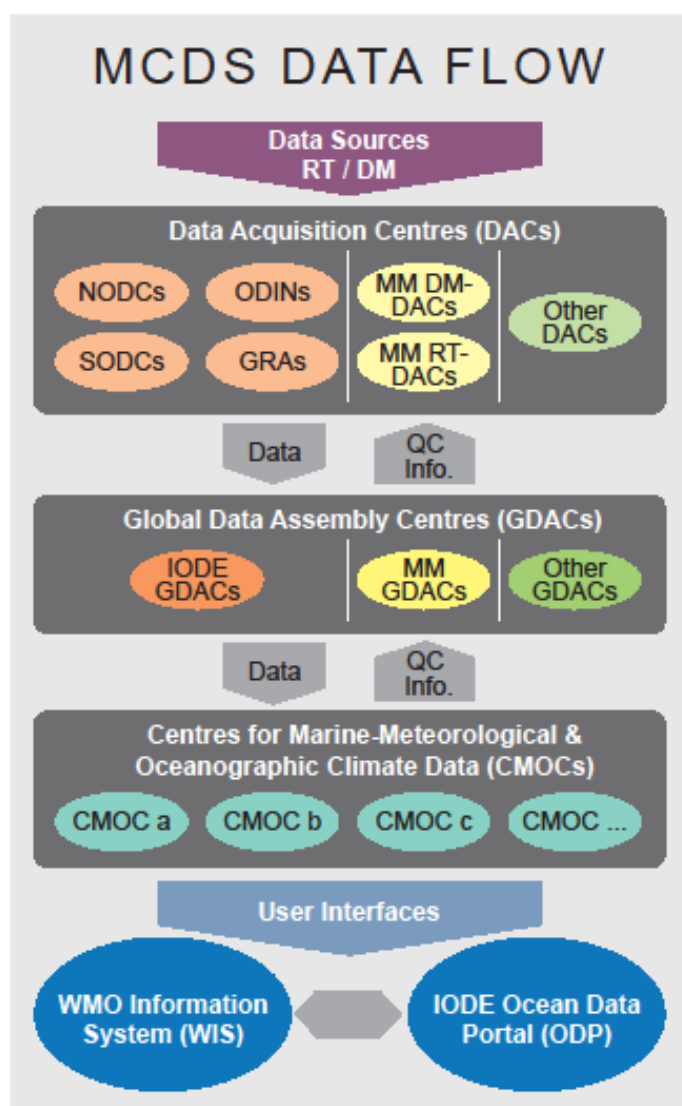 MCDS DATA FLOW
Data Sources
RT / DM
Data Acquisition Centres (DACs)
NODCs
ODINs
MM DM-
DACs
Other
DACs
SODCs
GRAs
MM RT-
DACs
Data
QC
Info.
Global Data Assembly Centres (GDACs)
IODE
GDACs
MM
GDACs
Other
GDACs
Data
QC
Info.
Centres for Marine-Meteorological &
Oceanographic Climate Data (CMOCs)
CMOC a
CMOC b
CMOC c
CMOC ...
User Interfaces
WMO Information
System (WIS)
IODE Ocean Data
Portal (ODP)